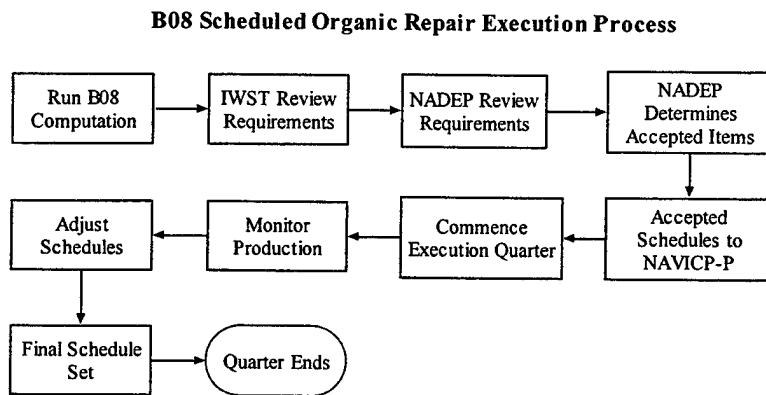 B08 Scheduled Organic Repair Execution Process
Run B08
Computation
IWST Review
Requirements
NADEP Review
Requirements
NADEP
Determines
Accepted Items
Accepted
Schedules to
NAVICP-P
Commence
Execution Quarter
Monitor
Production
Adjust
Schedules
Final Schedule
Set
Quarter Ends